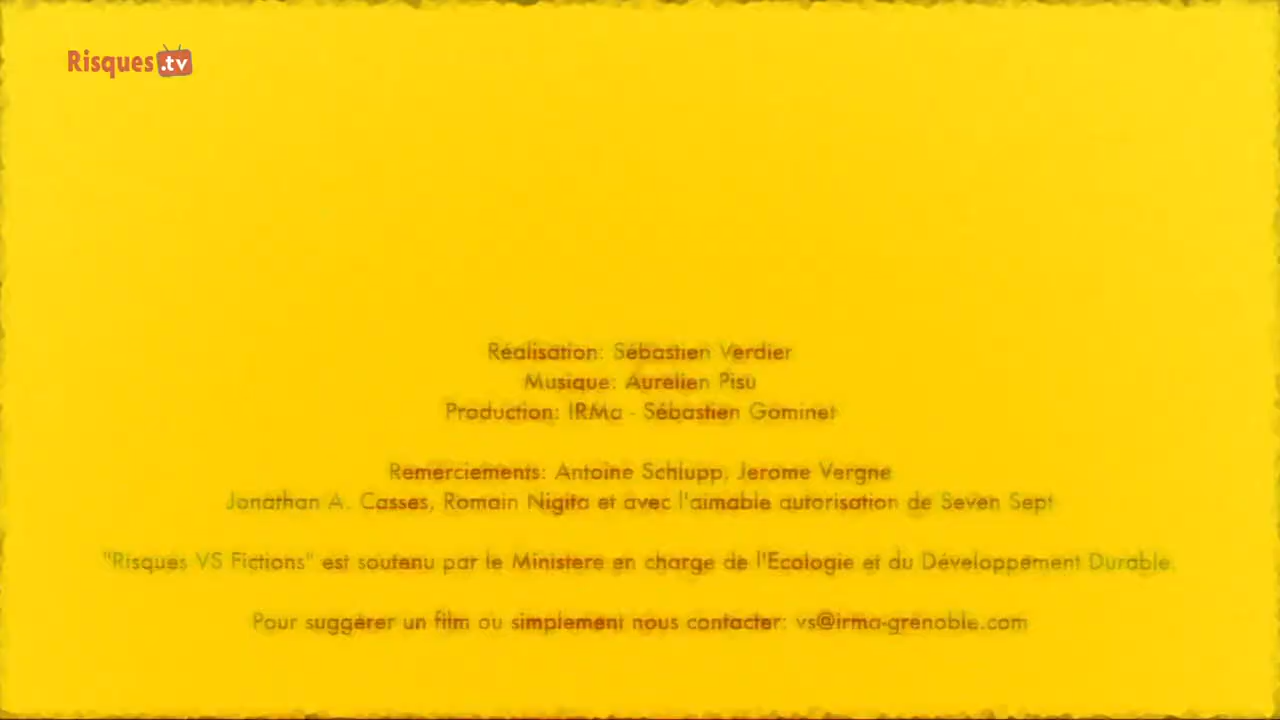 Risques.tv
Réalisation: Sébastien Verdier
Musique: Aurelien Pisu
Production: IRMa - Sébastien Gominet
Remerciements: Antoine Schlupp, Jerome Vergne
Jonathan A. Casses, Romain Nigita et avec l'aimable autorisation de Seven Sept
"Risques VS Fictions" est soutenu par le Ministere en charge de l'Ecologie et du Développement Durable.
Pour suggérer un film ou simplement nous contacter: vs@irma-grenoble.com